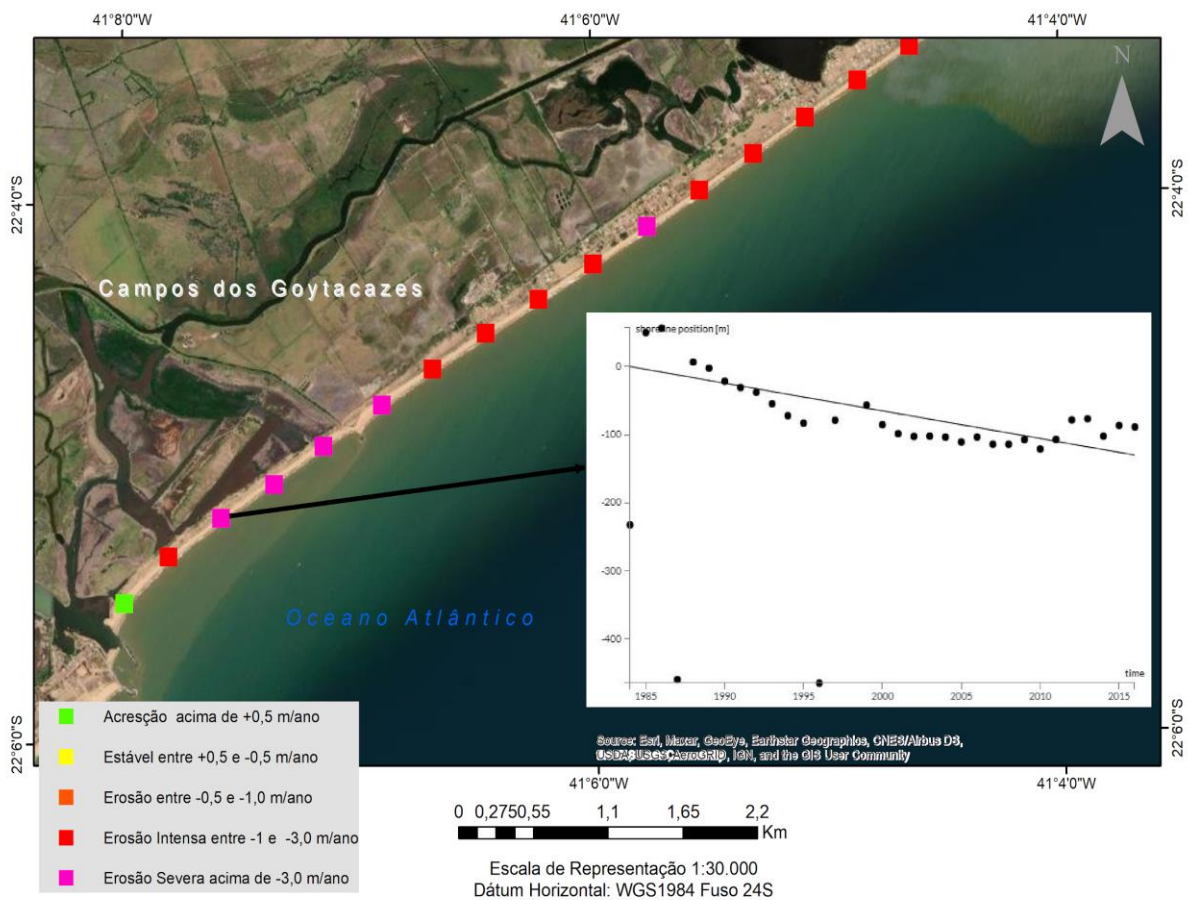 41°8'0"W
41°6'0"W
41°4'0"W
N
22°4'0"S
22°4'0"S
Campos dos Goytacazes
Oceano Atlântico
shoreline position [m]
0
-100
-200
-300
-400
time
1985
1990
1995
2000
2005
2010
2015
22°6'0"S
22°6'0"S
Source: Esri, Maxar, GeoEye, Earthstar Geographics, CNES/Airbus DS,
USDA, USGS, AeroGRID, IGN, and the GIS User Community
41°6'0"W
41°4'0"W
Acresção acima de +0,5 m/ano
Estável entre +0,5 e -0,5 m/ano
Erosão entre -0,5 e -1,0 m/ano
Erosão Intensa entre -1 e -3,0 m/ano
Erosão Severa acima de -3,0 m/ano
0 0,275 0,55 1,1 1,65 2,2
Km
Escala de Representação 1:30.000
Dátum Horizontal: WGS1984 Fuso 24S